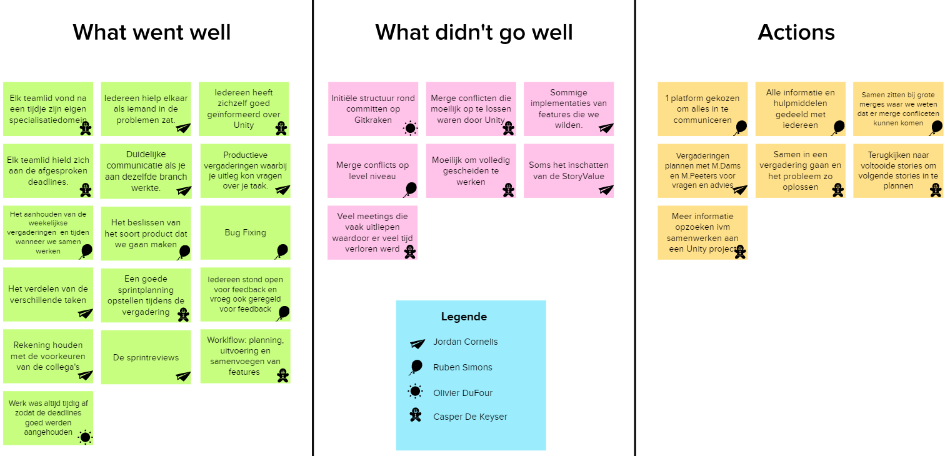 What went well
Elk teamlid vond na
een tijdje zijn eigen
specialisatiedomein
Iedereen hielp elkaar
als iemand in de
problemen zat.
Iedereen heeft
zichzelf goed
geinformeerd over
Unity
Elk teamlid hield zich
aan de afgesproken
deadlines.
Duidelijke
communicatie als je
aan dezelfde branch
werkte.
Productieve
vergaderingen waarbij
je uitleg kon vragen
over je taak.
Het aanhouden van de
weekelijkse
vergaderingen en tijden
wanneer we samen
werken
Het beslissen van
het soort product dat
we gaan maken
Bug Fixing
Het verdelen van de
verschillende taken
Een goede
sprintplanning
opstellen tijdens de
vergadering
Iedereen stond open
voor feedback en
vroeg ook geregeld
voor feedback
Rekening houden
met de voorkeuren
van de collega's
De sprintreviews
Worklfow: planning,
uitvoering en
samenvoegen van
features
Werk was altijd tijdig af
zodat de deadlines
goed werden
aangehouden
What didn't go well
Initiële structuur rond
committen op
Gitkraken
Merge conflicten die
moeilijk op te lossen
waren door Unity
Sommige
implementaties van
features die we
wilden.
Merge conflicts op
level niveau
Moeilijk om volledig
gescheiden te
werken
Soms het inschatten
van de StoryValue
Veel meetings die
vaak uitliepen
waardoor er veel tijd
verloren werd
Legende
Jordan Cornells
Ruben Simons
Olivier DuFour
Casper De Keyser
Actions
1 platform gekozen
om alles in te
communiceren
Alle informatie en
hulpmiddelen
gedeeld met
iedereen
Samen zitten bij grote
merges waar we weten
dat er merge confliceten
kunnen komen
Vergaderingen
plannen met M.Dams
en M.Peeters voor
vragen en advies
Samen in een
vergadering gaan en
het probleem zo
oplossen
Terugkijken naar
voltooide stories om
volgende stories in te
plannen
Meer informatie
opzoeken ivm
samenwerken aan
een Unity project